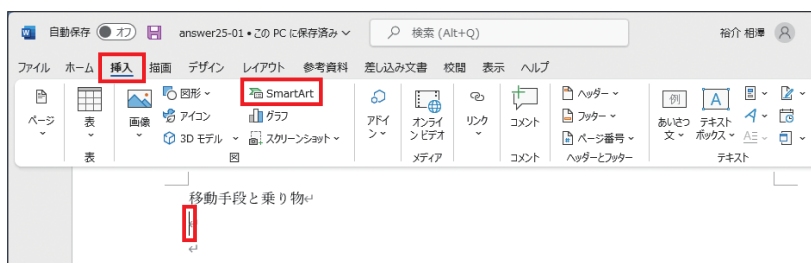 自動保存 オフ answer25-01 • この PC に保存済み 検索 (Alt+Q) 裕介 相澤
ファイル ホーム 挿入 描画 デザイン レイアウト 参考資料 差し込み文書 校閲 表示 ヘルプ
ページ
表
画像
図形
アイコン
3D モデル
SmartArt
グラフ
スクリーンショット
アドイン
オンラインビデオ
リンク
コメント
ヘッダー
フッター
ページ番号
あいさつ文
テキストボックス
表 図 メディア コメント ヘッダーとフッター テキスト
移動手段と乗り物